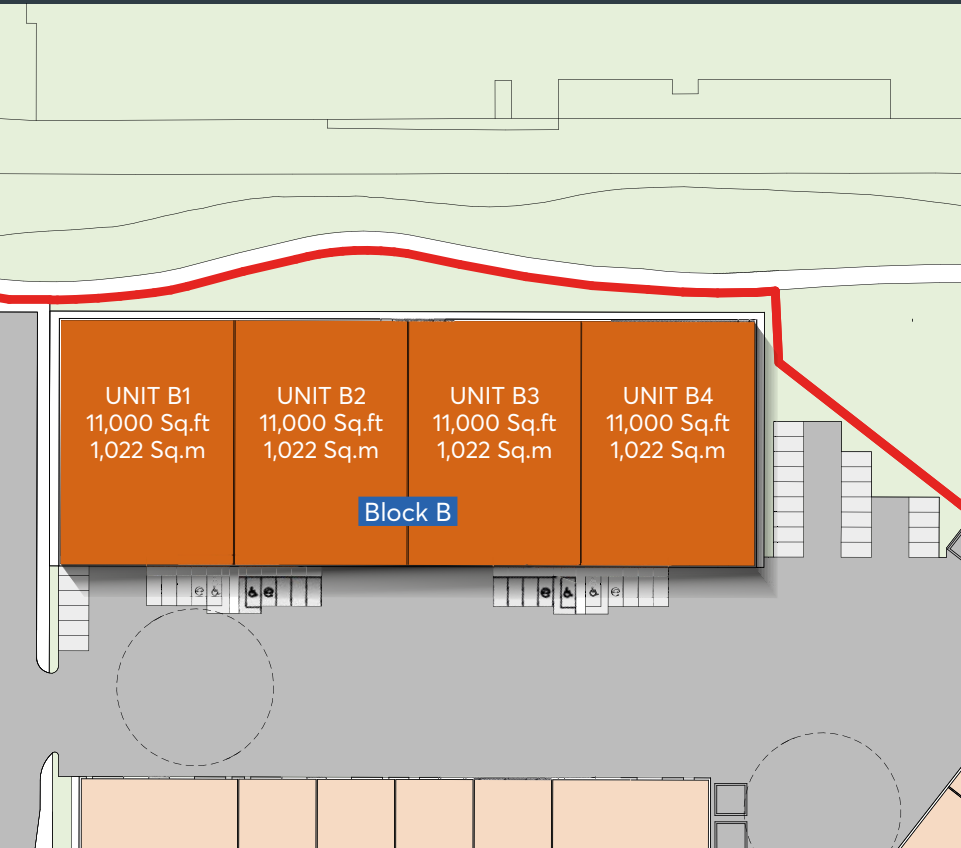 UNIT B1
11,000 Sq.ft
1,022 Sq.m
UNIT B2
11,000 Sq.ft
1,022 Sq.m
UNIT B3
11,000 Sq.ft
1,022 Sq.m
UNIT B4
11,000 Sq.ft
1,022 Sq.m
Block B